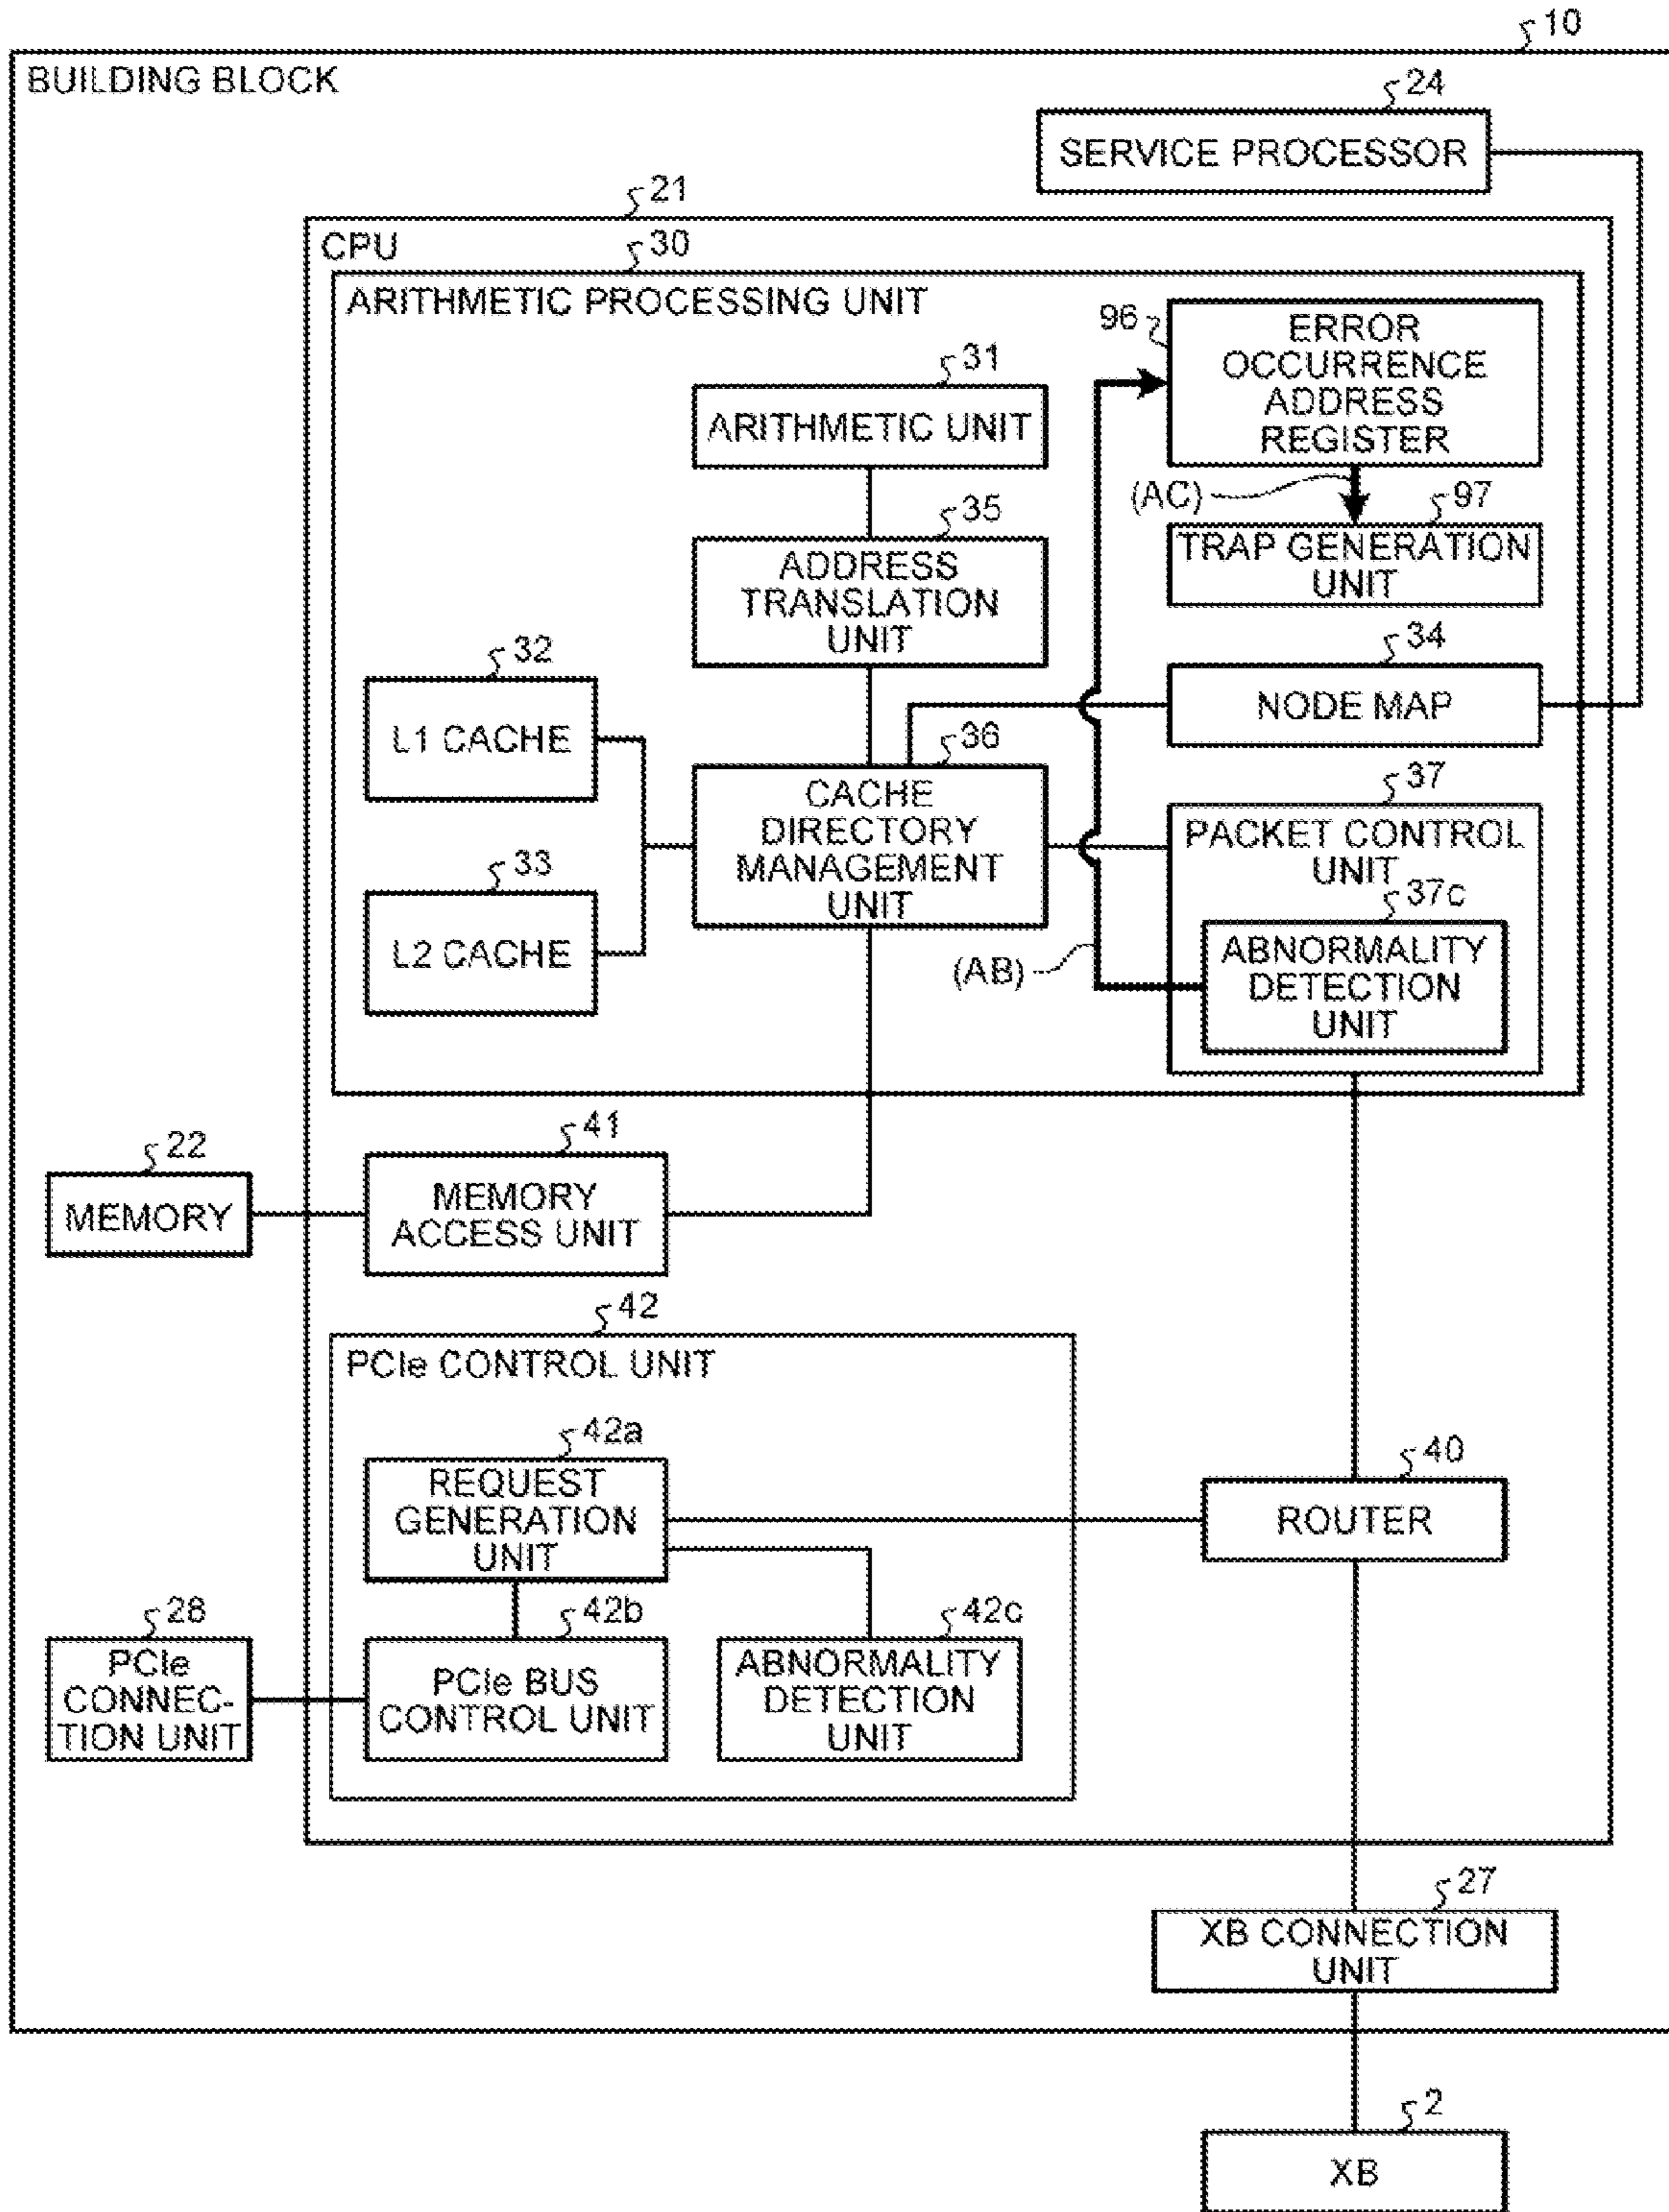 10
BUILDING BLOCK
24
SERVICE PROCESSOR
21
CPU
30
ARITHMETIC PROCESSING UNIT
96
ERROR
OCCURRENCE
ADDRESS
REGISTER
31
ARITHMETIC UNIT
(AC)
97
TRAP GENERATION
UNIT
35
ADDRESS
TRANSLATION
UNIT
34
NODE MAP
32
L1 CACHE
36
CACHE
DIRECTORY
MANAGEMENT
UNIT
37
PACKET CONTROL
UNIT
33
L2 CACHE
37c
ABNORMALITY
DETECTION
UNIT
(AB)
22
MEMORY
41
MEMORY
ACCESS UNIT
42
PCIe CONTROL UNIT
42a
REQUEST
GENERATION
UNIT
40
ROUTER
28
PCIe
CONNEC-
TION UNIT
42b
PCIe BUS
CONTROL UNIT
42c
ABNORMALITY
DETECTION
UNIT
27
XB CONNECTION
UNIT
2
XB